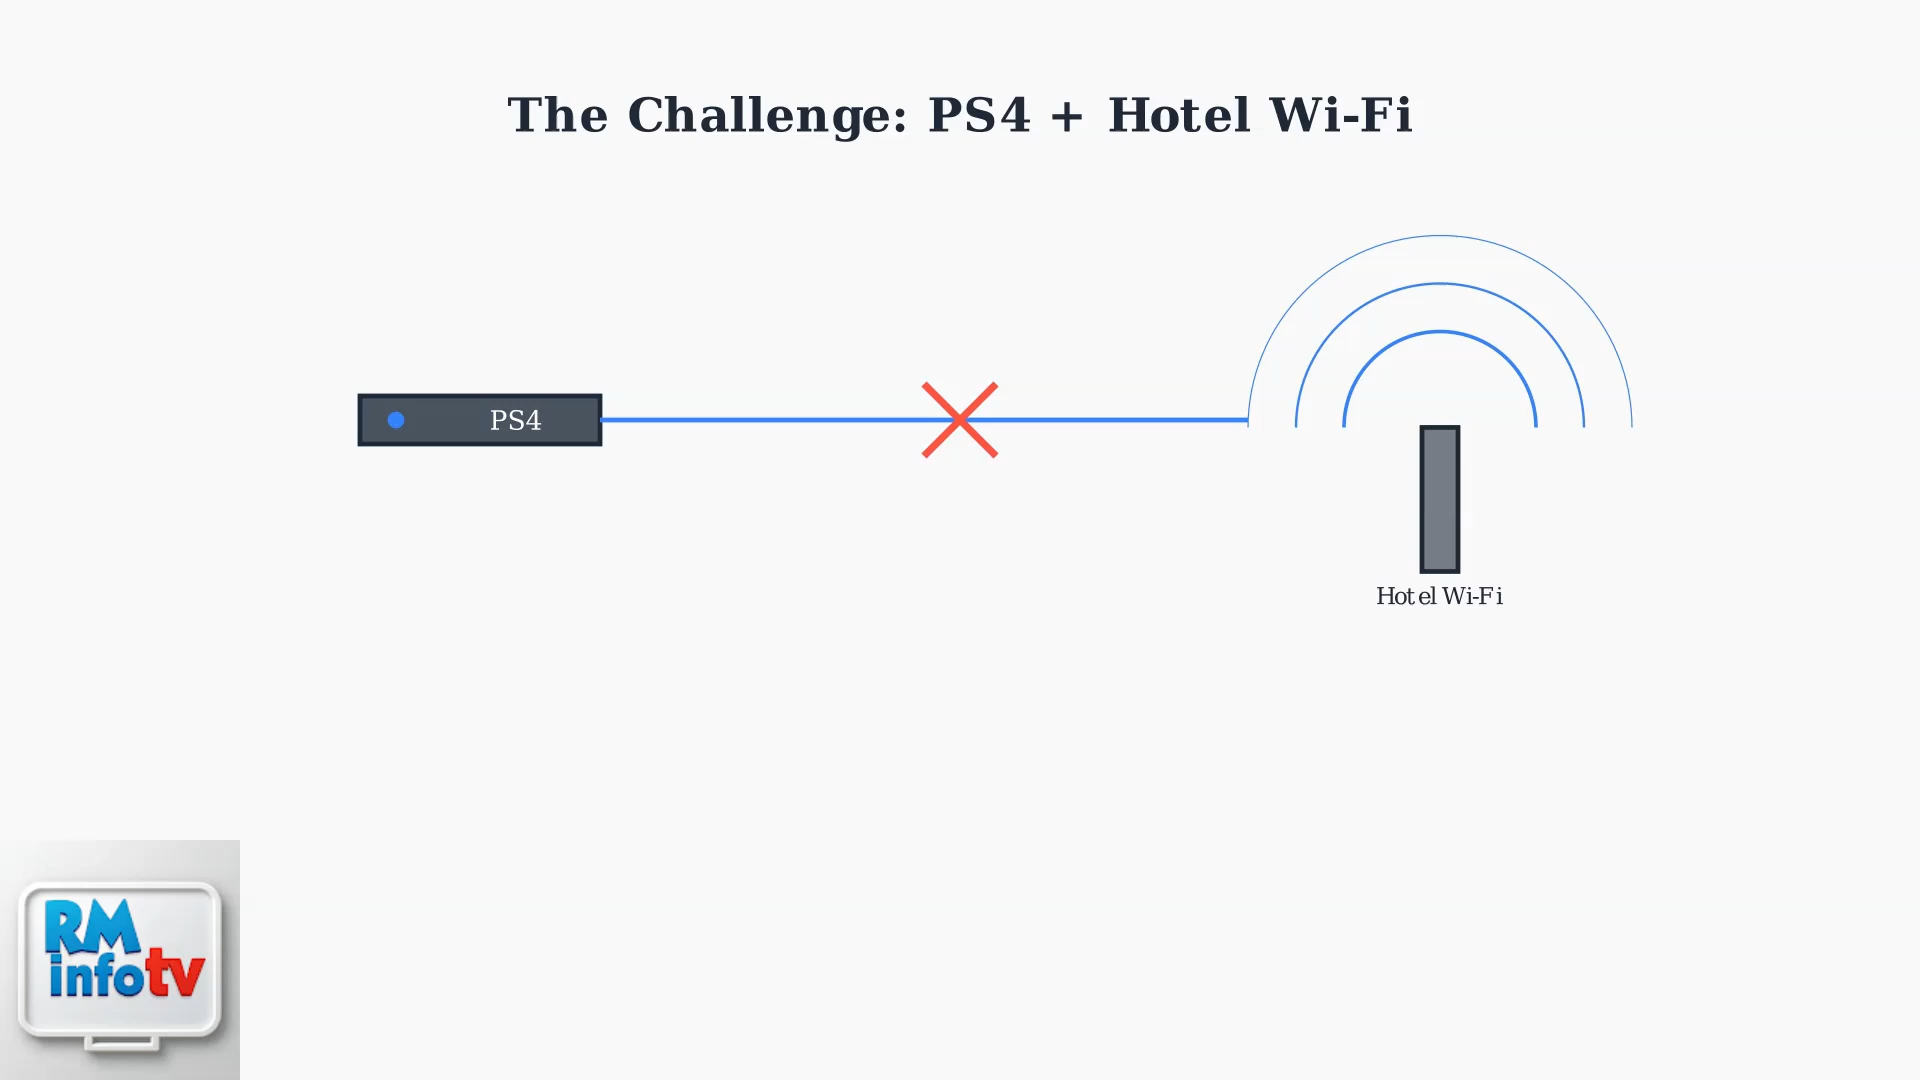 The Challenge: PS4 + Hotel Wi-Fi
PS4
Hotel Wi-Fi
RM
infotv